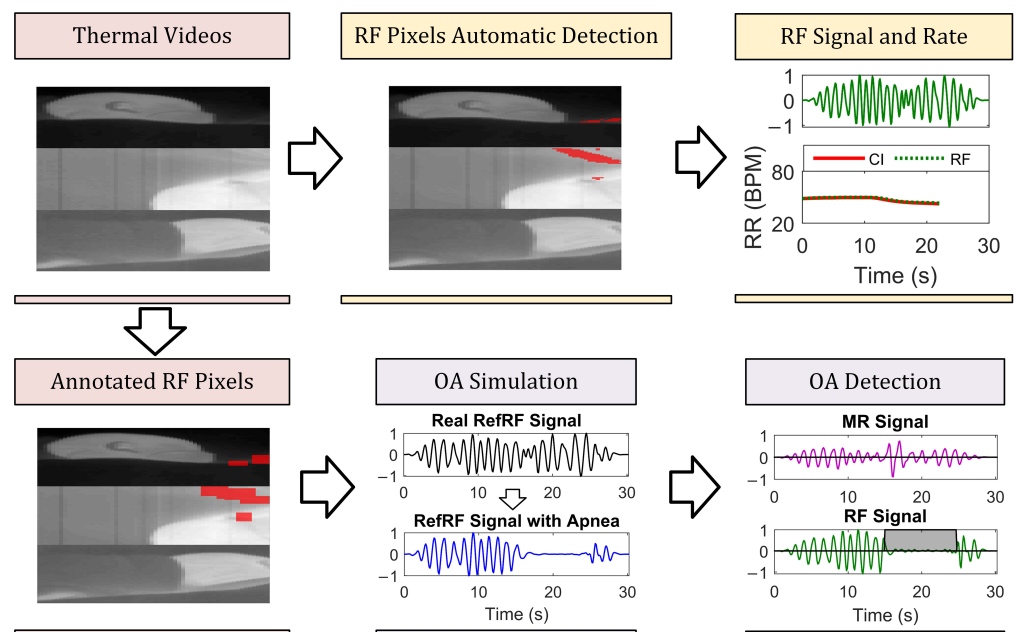 Thermal Videos
RF Pixels Automatic Detection
RF Signal and Rate
1
0
−1
CI
RF
80
20
RR (BPM)
0 10 20 30
Time (s)
Annotated RF Pixels
OA Simulation
OA Detection
Real RefRF Signal
1
0
−1
0 10 20 30
RefRF Signal with Apnea
1
0
−1
0 10 20 30
Time (s)
MR Signal
1
0
−1
0 10 20 30
RF Signal
1
0
−1
0 10 20 30
Time (s)